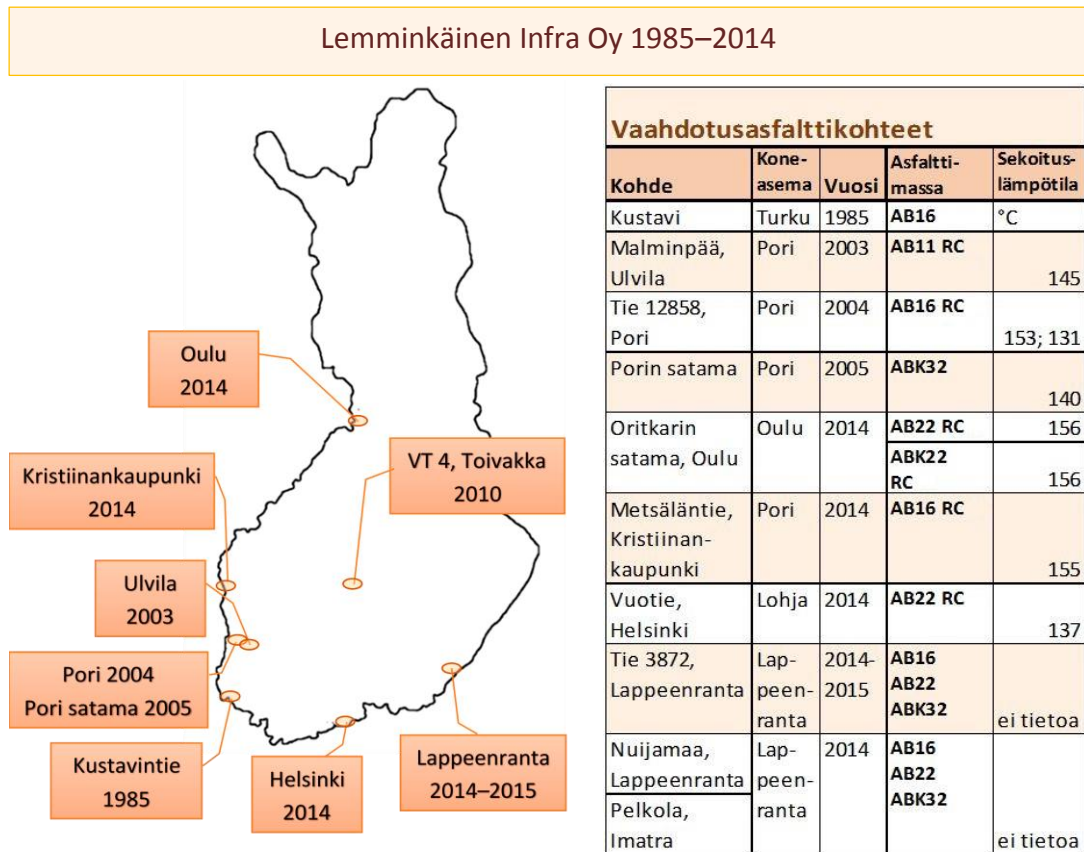 Lemminkäinen Infra Oy 1985–2014
Oulu
2014
Kristiinankaupunki
2014
VT 4, Toivakka
2010
Ulvila
2003
Pori 2004
Pori satama 2005
Kustavintie
1985
Helsinki
2014
Lappeenranta
2014–2015
Vaahdotusasfalttikohteet
Kohde Kone-asema Vuosi Asfaltti-massa Sekoitus-lämpötila
Kustavi Turku 1985 AB16 °C
Malminpää, Pori 2003 AB11 RC
Ulvila 145
Tie 12858, Pori 2004 AB16 RC
Pori 153; 131
Porin satama Pori 2005 ABK32
140
Oritkarin Oulu 2014 AB22 RC 156
satama, Oulu ABK22
RC 156
Metsäläntie, Pori 2014 AB16 RC
Kristiinan-
kaupunki 155
Vuotie, Lohja 2014 AB22 RC
Helsinki 137
Tie 3872, Lap- 2014- AB16
Lappeenranta peen- 2015 AB22
ranta ABK32 ei tietoa
Nuijamaa, Lap- 2014 AB16
Lappeenranta peen- AB22
Pelkola, ranta ABK32
Imatra ei tietoa